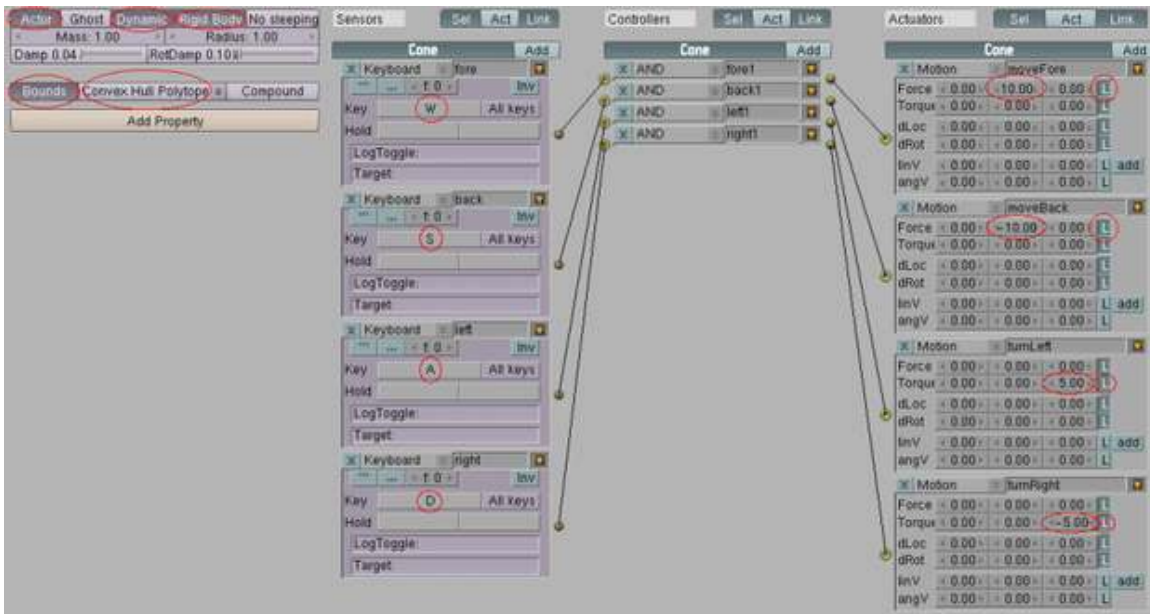 Actor Ghost Dynamic Rigid Body No sleeping
Mass: 1.00 Radius: 1.00
Damp 0.04 RotDamp 0.10
Bounds Convex Hull Polytope Compound
Add Property
Sensors Sel Act Link
Cone Add
X Keyboard fore
f: 0 Inv
Key W All keys
Hold
LogToggle:
Target:
X Keyboard back
f: 0 Inv
Key S All keys
Hold
LogToggle:
Target:
X Keyboard left
f: 0 Inv
Key A All keys
Hold
LogToggle:
Target:
X Keyboard right
f: 0 Inv
Key D All keys
Hold
LogToggle:
Target:
Controllers Sel Act Link
Cone Add
X AND fore1
X AND back1
X AND left1
X AND right1
Actuators Sel Act Link
Cone Add
X Motion moveFore
Force 0.00 10.00 0.00 L
Torque 0.00 0.00 0.00 L
dLoc 0.00 0.00 0.00 L
dRot 0.00 0.00 0.00 L
linV 0.00 0.00 0.00 L add
angV 0.00 0.00 0.00 L
X Motion moveBack
Force 0.00 -10.00 0.00 L
Torque 0.00 0.00 0.00 L
dLoc 0.00 0.00 0.00 L
dRot 0.00 0.00 0.00 L
linV 0.00 0.00 0.00 L add
angV 0.00 0.00 0.00 L
X Motion turnLeft
Force 0.00 0.00 0.00 L
Torque 0.00 0.00 5.00 L
dLoc 0.00 0.00 0.00 L
dRot 0.00 0.00 0.00 L
linV 0.00 0.00 0.00 L add
angV 0.00 0.00 0.00 L
X Motion turnRight
Force 0.00 0.00 0.00 L
Torque 0.00 0.00 -5.00 L
dLoc 0.00 0.00 0.00 L
dRot 0.00 0.00 0.00 L
linV 0.00 0.00 0.00 L add
angV 0.00 0.00 0.00 L